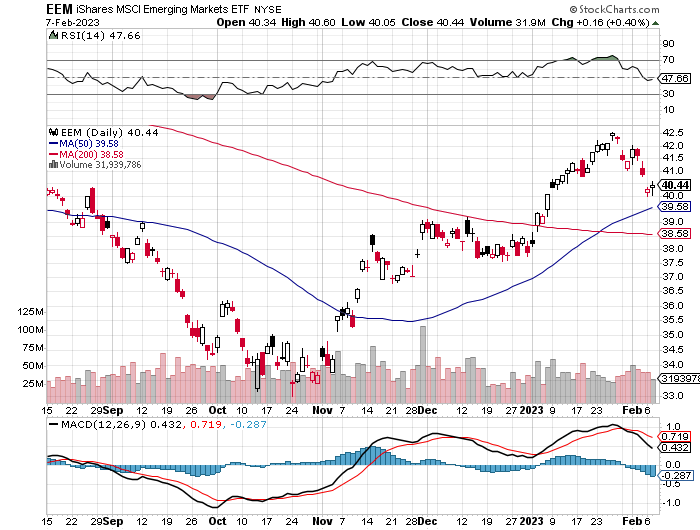 EEM iShares MSCI Emerging Markets ETF NYSE © StockCharts.com
7-Feb-2023 Open 40.34 High 40.60 Low 40.05 Close 40.44 Volume 31.9M Chg +0.16 (+0.40%)
RSI(14) 47.66
90
70
47.66
30
10
EEM (Daily) 40.44
MA(50) 39.58
MA(200) 38.58
Volume 31,939,786
42.5
42.0
41.5
41.0
40.44
40.0
39.58
39.0
38.58
38.0
37.5
37.0
36.5
36.0
35.5
35.0
34.5
34.0
33.5
33.0
125M
100M
75M
50M
25M
3193978
15 22 29 Sep 12 19 26 Oct 10 17 24 Nov 7 14 21 28 Dec 12 19 27 2023 9 17 23 Feb 6
MACD(12,26,9) 0.432, 0.719, -0.287
1.0
0.719
0.432
0.0
-0.287
-0.5
-1.0
15 22 29 Sep 12 19 26 Oct 10 17 24 Nov 7 14 21 28 Dec 12 19 27 2023 9 17 23 Feb 6